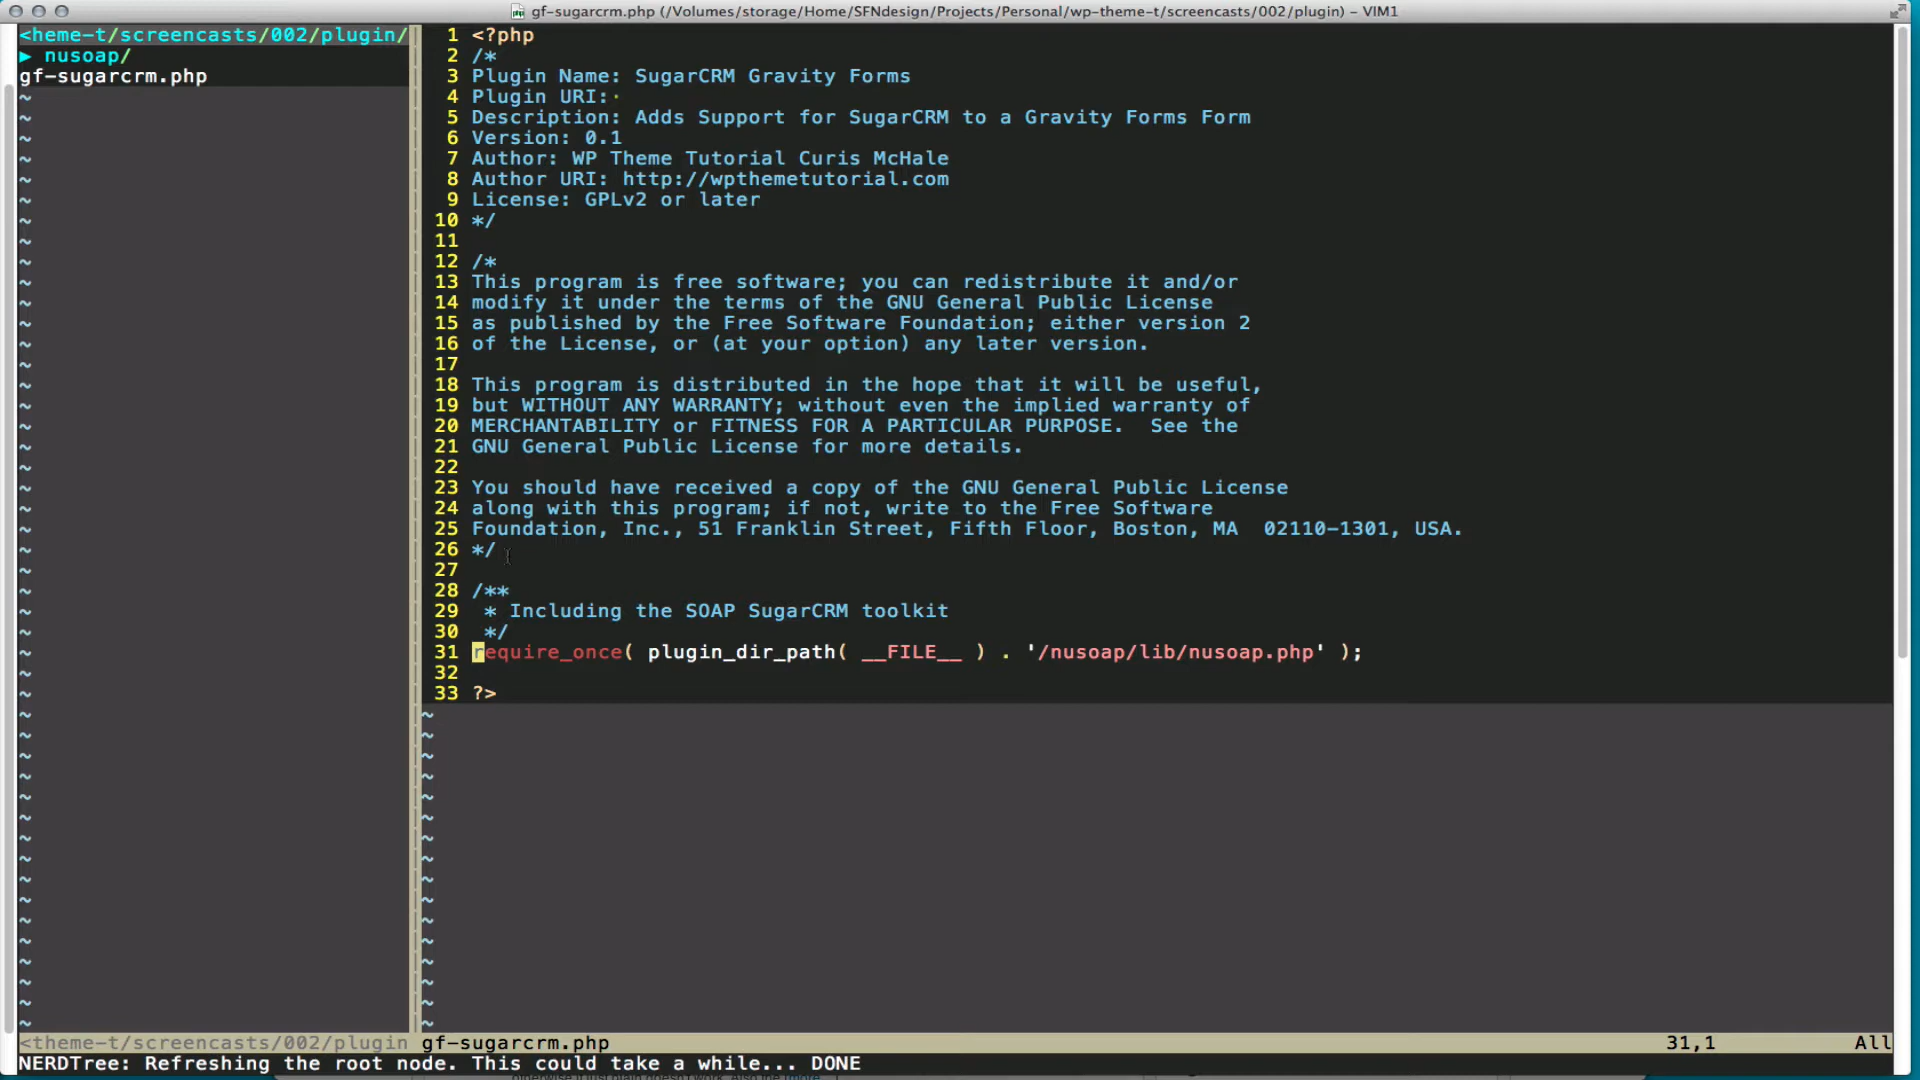 gf-sugarcrm.php (/Volumes/storage/Home/SFNdesign/Projects/Personal/wp-theme-t/screencasts/002/plugin) – VIM1
<heme-t/screencasts/002/plugin/
▸ nusoap/
gf-sugarcrm.php
1 <?php
2 /*
3 Plugin Name: SugarCRM Gravity Forms
4 Plugin URI:·
5 Description: Adds Support for SugarCRM to a Gravity Forms Form
6 Version: 0.1
7 Author: WP Theme Tutorial Curis McHale
8 Author URI: http://wpthemetutorial.com
9 License: GPLv2 or later
10 */
11
12 /*
13 This program is free software; you can redistribute it and/or
14 modify it under the terms of the GNU General Public License
15 as published by the Free Software Foundation; either version 2
16 of the License, or (at your option) any later version.
17
18 This program is distributed in the hope that it will be useful,
19 but WITHOUT ANY WARRANTY; without even the implied warranty of
20 MERCHANTABILITY or FITNESS FOR A PARTICULAR PURPOSE.  See the
21 GNU General Public License for more details.
22
23 You should have received a copy of the GNU General Public License
24 along with this program; if not, write to the Free Software
25 Foundation, Inc., 51 Franklin Street, Fifth Floor, Boston, MA  02110-1301, USA.
26 */
27
28 /**
29  * Including the SOAP SugarCRM toolkit
30  */
31 require_once( plugin_dir_path( __FILE__ ) . '/nusoap/lib/nusoap.php' );
32
33 ?>
<theme-t/screencasts/002/plugin gf-sugarcrm.php 31,1 All
NERDTree: Refreshing the root node. This could take a while... DONE